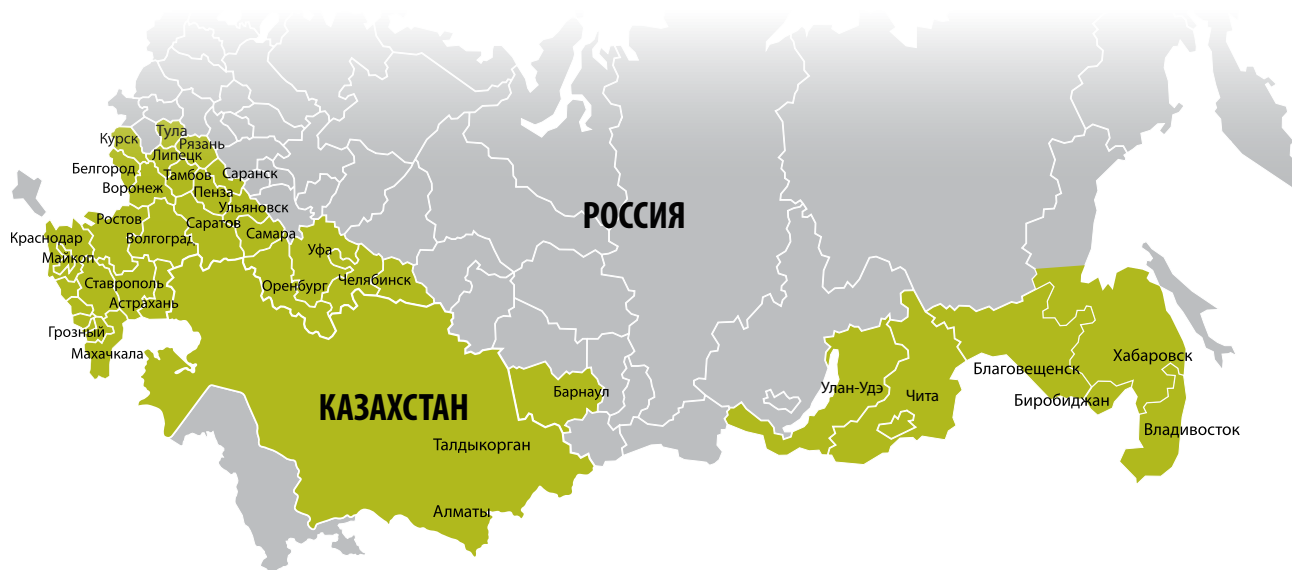 Тула
Курск
Рязань
Липецк
Белгород
Тамбов
Саранск
Воронеж
Пенза
Ульяновск
Ростов
Саратов
Самара
Краснодар
Волгоград
Майкоп
Уфа
Ставрополь
Оренбург
Челябинск
Астрахань
Грозный
Махачкала
РОССИЯ
КАЗАХСТАН
Барнаул
Талдыкорган
Алматы
Улан-Удэ
Чита
Благовещенск
Хабаровск
Биробиджан
Владивосток